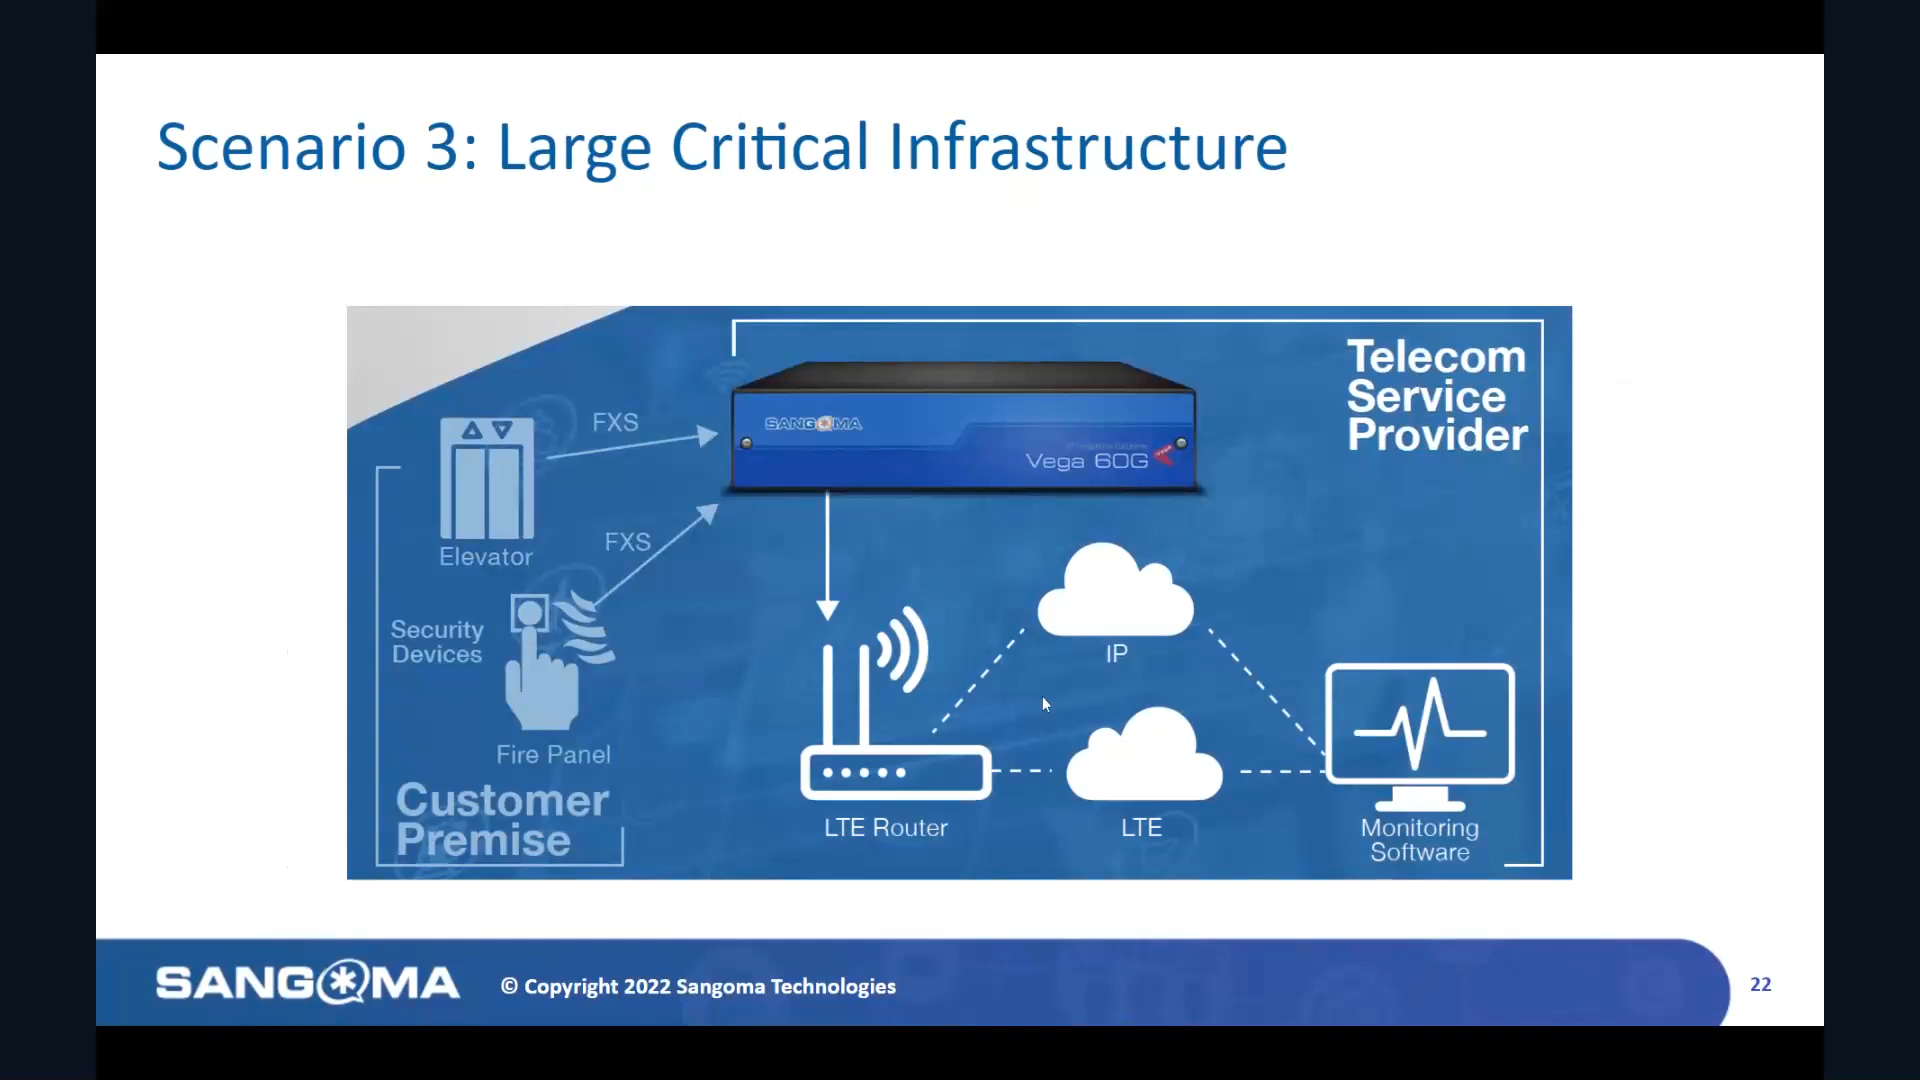 Scenario 3: Large Critical Infrastructure
Telecom
Service
Provider
FXS
SANGOMA
Vega 60G
FXS
Elevator
Security
Devices
IP
Fire Panel
Customer
Premise
LTE Router
LTE
Monitoring
Software
SANGOMA
© Copyright 2022 Sangoma Technologies
22